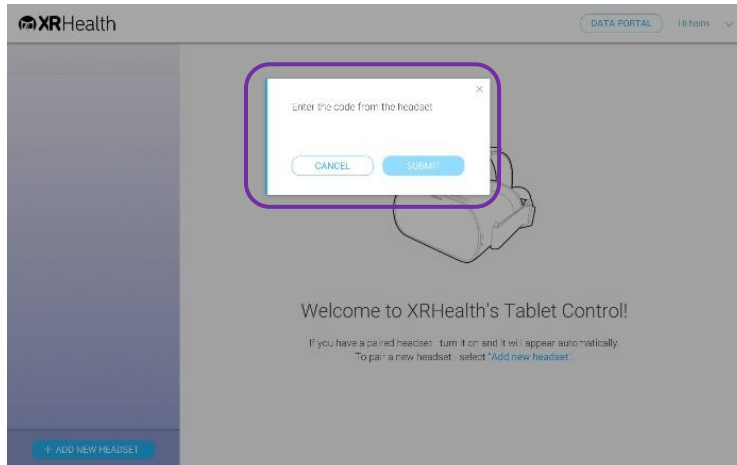 XRHealth
DATA PORTAL
Hi haim
Enter the code from the headset
CANCEL
SUBMIT
Welcome to XRHealth's Tablet Control!
If you have a paired headset - turn it on and it will appear automatically.
To pair a new headset - select "Add new headset".
+ ADD NEW HEADSET